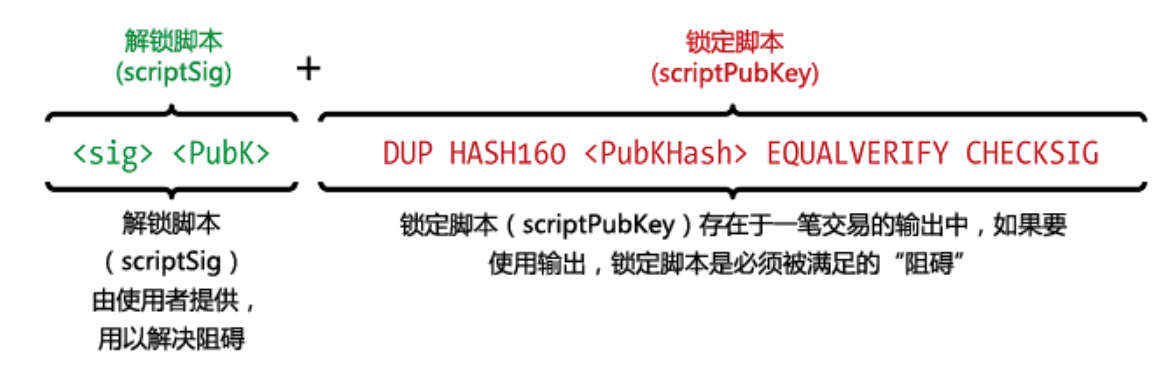 解锁脚本
(scriptSig)
+
锁定脚本
(scriptPubKey)
<sig> <PubK>
DUP HASH160 <PubKHash> EQUALVERIFY CHECKSIG
解锁脚本
（scriptSig）
由使用者提供，
用以解决阻碍
锁定脚本（scriptPubKey）存在于一笔交易的输出中，如果要
使用输出，锁定脚本是必须被满足的“阻碍”